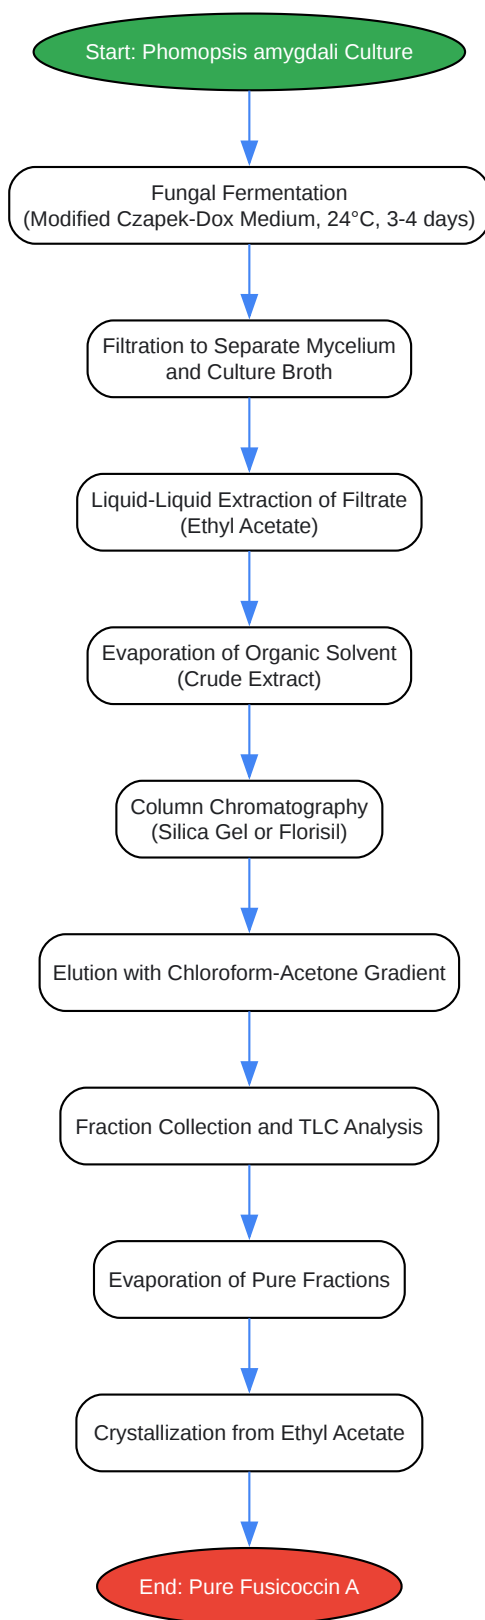 Start: Phomopsis amygdali Culture
Fungal Fermentation
(Modified Czapek-Dox Medium, 24°C, 3-4 days)
Filtration to Separate Mycelium
and Culture Broth
Liquid-Liquid Extraction of Filtrate
(Ethyl Acetate)
Evaporation of Organic Solvent
(Crude Extract)
Column Chromatography
(Silica Gel or Florisil)
Elution with Chloroform-Acetone Gradient
Fraction Collection and TLC Analysis
Evaporation of Pure Fractions
Crystallization from Ethyl Acetate
End: Pure Fusicoccin A